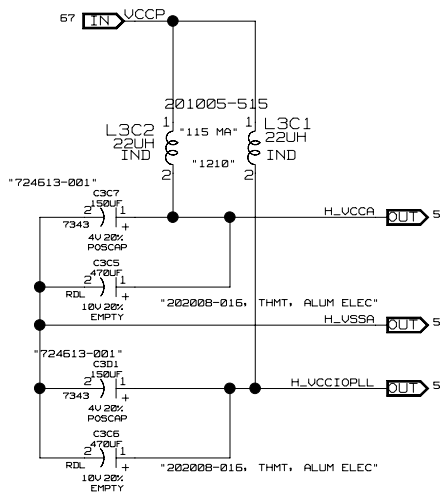 67 IN VCCP
201005-515
1 "115 MA" 1
L3C2 L3C1
22UH 22UH
IND "1210" IND
2 2
"724613-001"
C3C7
150UF
2 1 H_VCCA OUT 5
7343 +
4V 20%
POSCAP
C3C5
470UF
2 1
RDL +
10V 20% "202008-016, THMT, ALUM ELEC"
EMPTY
H_VSSA OUT 5
"724613-001"
C3D1
150UF
2 1 H_VCCIOPLL OUT 5
7343 +
4V 20%
POSCAP
C3C6
470UF
2 1
RDL +
10V 20% "202008-016, THMT, ALUM ELEC"
EMPTY